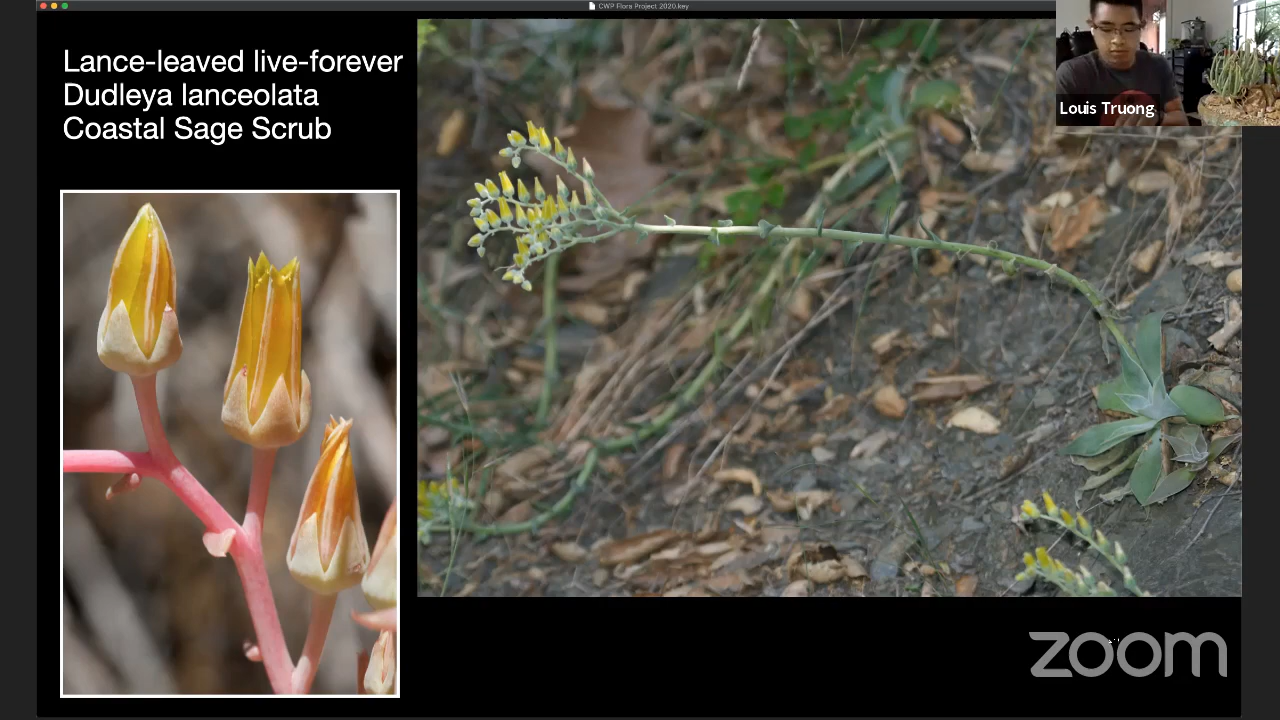 CWP Flora Project 2020.key
Lance-leaved live-forever
Dudleya lanceolata
Coastal Sage Scrub
Louis Truong
zoom